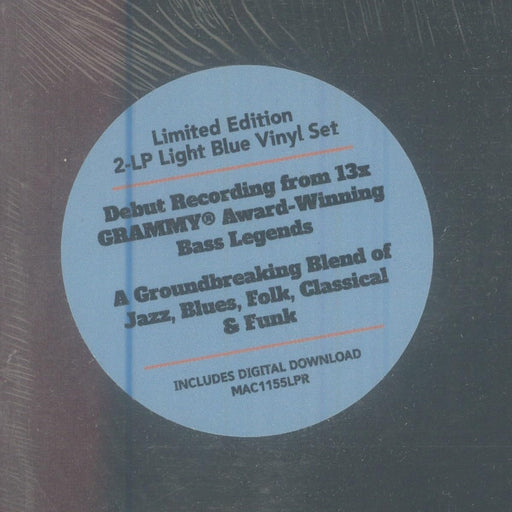 Limited Edition
2-LP Light Blue Vinyl Set
Debut Recording from 13x
GRAMMY® Award-Winning
Bass Legends
A Groundbreaking Blend of
Jazz, Blues, Folk, Classical
& Funk
INCLUDES DIGITAL DOWNLOAD
MAC1155LPR